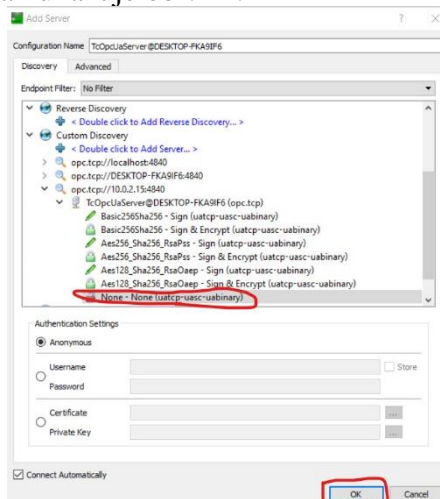 Add Server
Configuration Name TcOpcUaServer@DESKTOP-FKA9IF6
Discovery Advanced
Endpoint Filter: No Filter
Reverse Discovery
< Double click to Add Reverse Discovery... >
Custom Discovery
< Double click to Add Server... >
opc.tcp://localhost:4840
opc.tcp://DESKTOP-FKA9IF6:4840
opc.tcp://10.0.2.15:4840
TcOpcUaServer@DESKTOP-FKA9IF6 (opc.tcp)
Basic256Sha256 - Sign (uatcp-uasc-uabinary)
Basic256Sha256 - Sign & Encrypt (uatcp-uasc-uabinary)
Aes256_Sha256_RsaPss - Sign (uatcp-uasc-uabinary)
Aes256_Sha256_RsaPss - Sign & Encrypt (uatcp-uasc-uabinary)
Aes128_Sha256_RsaOaep - Sign (uatcp-uasc-uabinary)
Aes128_Sha256_RsaOaep - Sign & Encrypt (uatcp-uasc-uabinary)
None - None (uatcp-uasc-uabinary)
Authentication Settings
Anonymous
Username Store
Password
Certificate ...
Private Key ...
Connect Automatically
OK Cancel